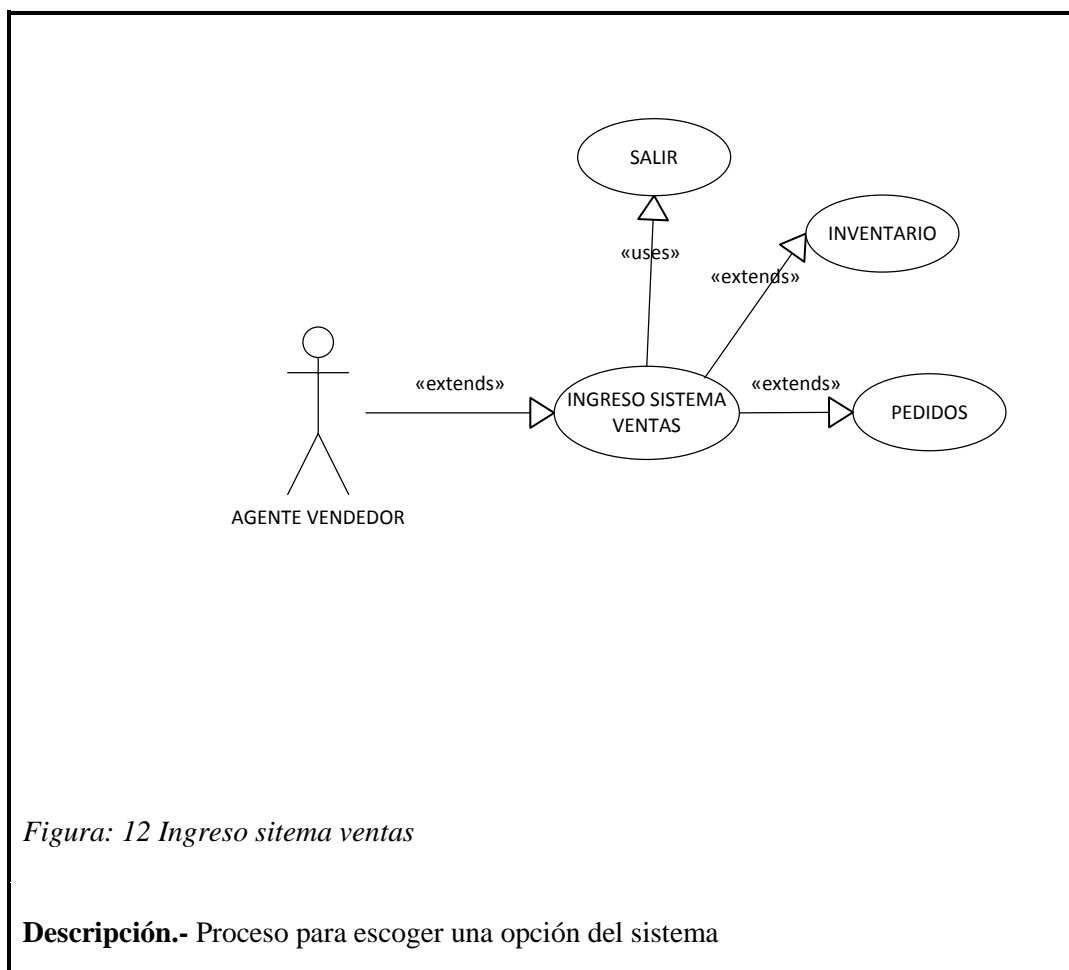 SALIR
INVENTARIO
«uses»
«extends»
«extends»
«extends»
INGRESO SISTEMA
VENTAS
PEDIDOS
AGENTE VENDEDOR
Figura: 12 Ingreso sitema ventas
Descripción.- Proceso para escoger una opción del sistema